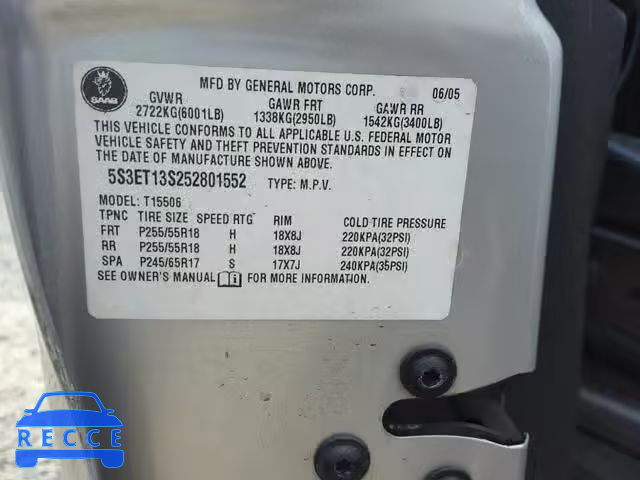 MFD BY GENERAL MOTORS CORP. 06/05
SAAB
GVWR GAWR FRT GAWR RR
2722KG(6001LB) 1338KG(2950LB) 1542KG(3400LB)
THIS VEHICLE CONFORMS TO ALL APPLICABLE U.S. FEDERAL MOTOR
VEHICLE SAFETY AND THEFT PREVENTION STANDARDS IN EFFECT ON
THE DATE OF MANUFACTURE SHOWN ABOVE.
5S3ET13S252801552 TYPE: M.P.V.
MODEL: T15506
TPNC TIRE SIZE SPEED RTG RIM COLD TIRE PRESSURE
FRT P255/55R18 H 18X8J 220KPA(32PSI)
RR P255/55R18 H 18X8J 220KPA(32PSI)
SPA P245/65R17 S 17X7J 240KPA(35PSI)
SEE OWNER'S MANUAL FOR MORE INFORMATION.
RECCE